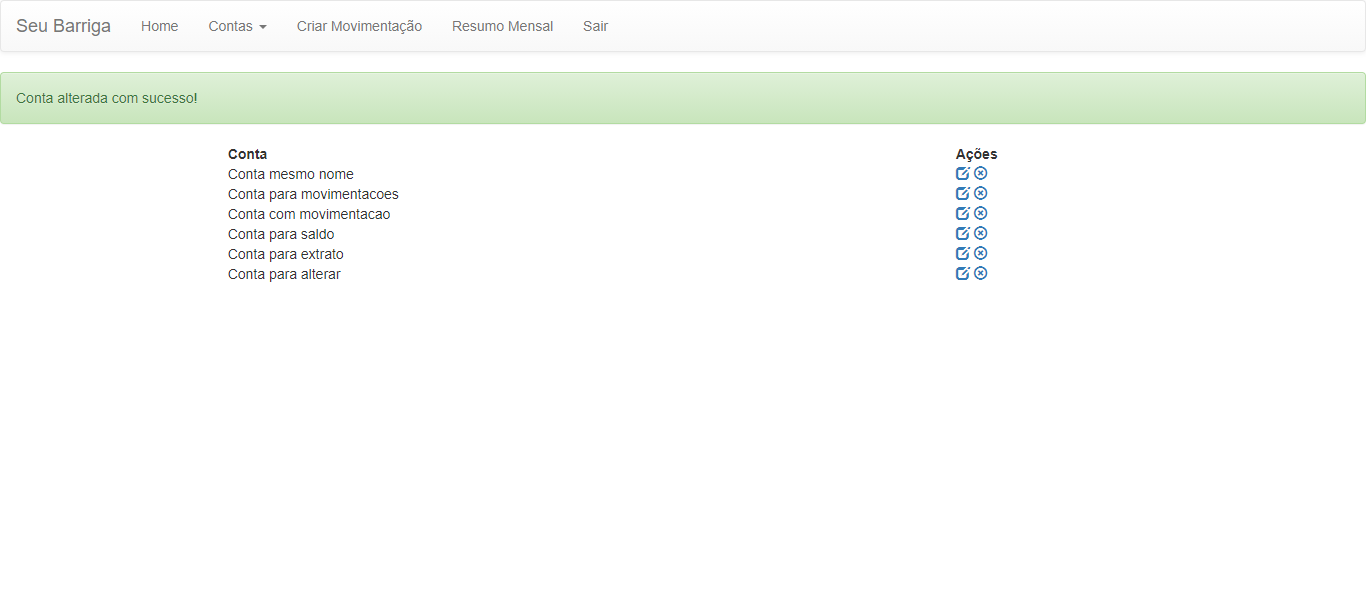 Seu Barriga Home Contas Criar Movimentação Resumo Mensal Sair
Conta alterada com sucesso!
Conta Ações
Conta mesmo nome
Conta para movimentacoes
Conta com movimentacao
Conta para saldo
Conta para extrato
Conta para alterar